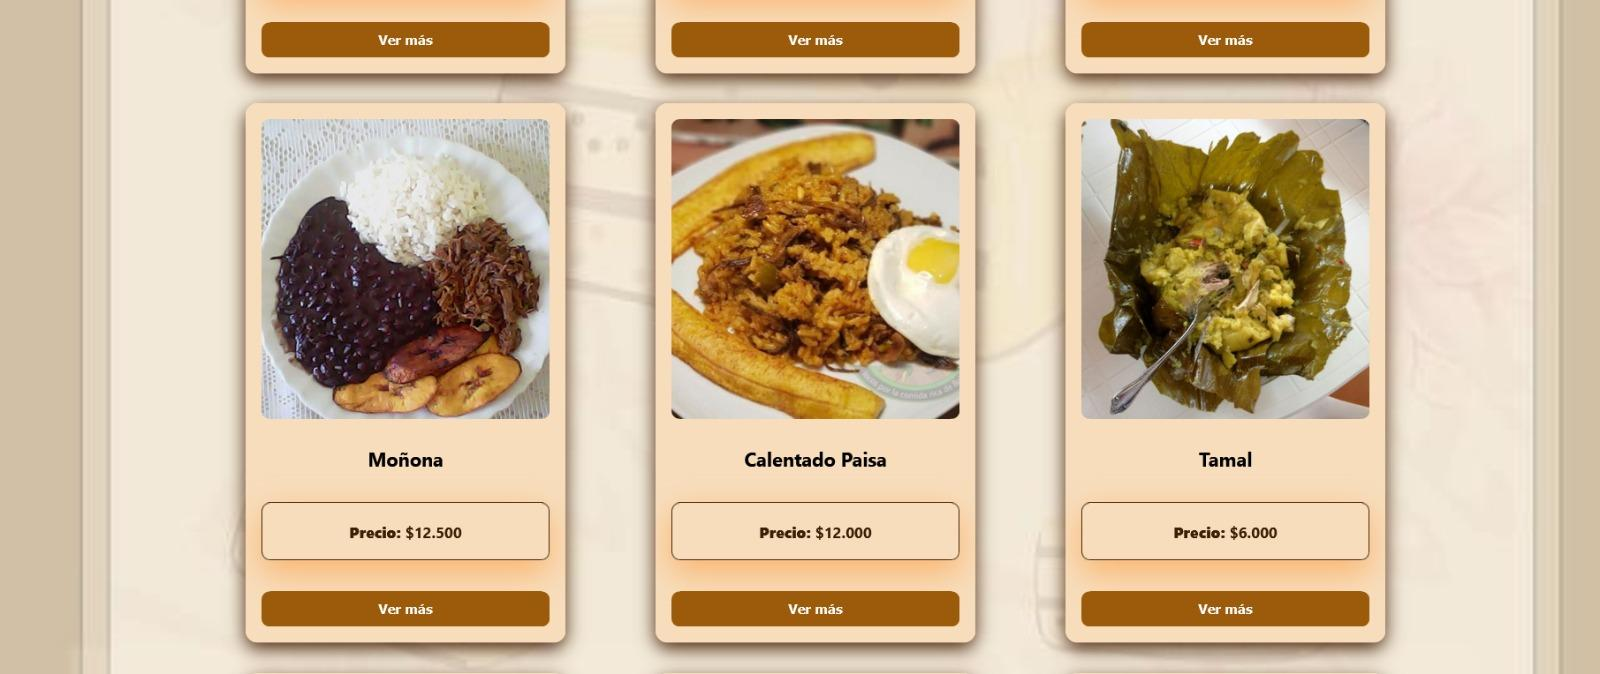 Ver más
Ver más
Ver más
Moñona
Calentado Paisa
Tamal
Precio: $12.500
Precio: $12.000
Precio: $6.000
Ver más
Ver más
Ver más